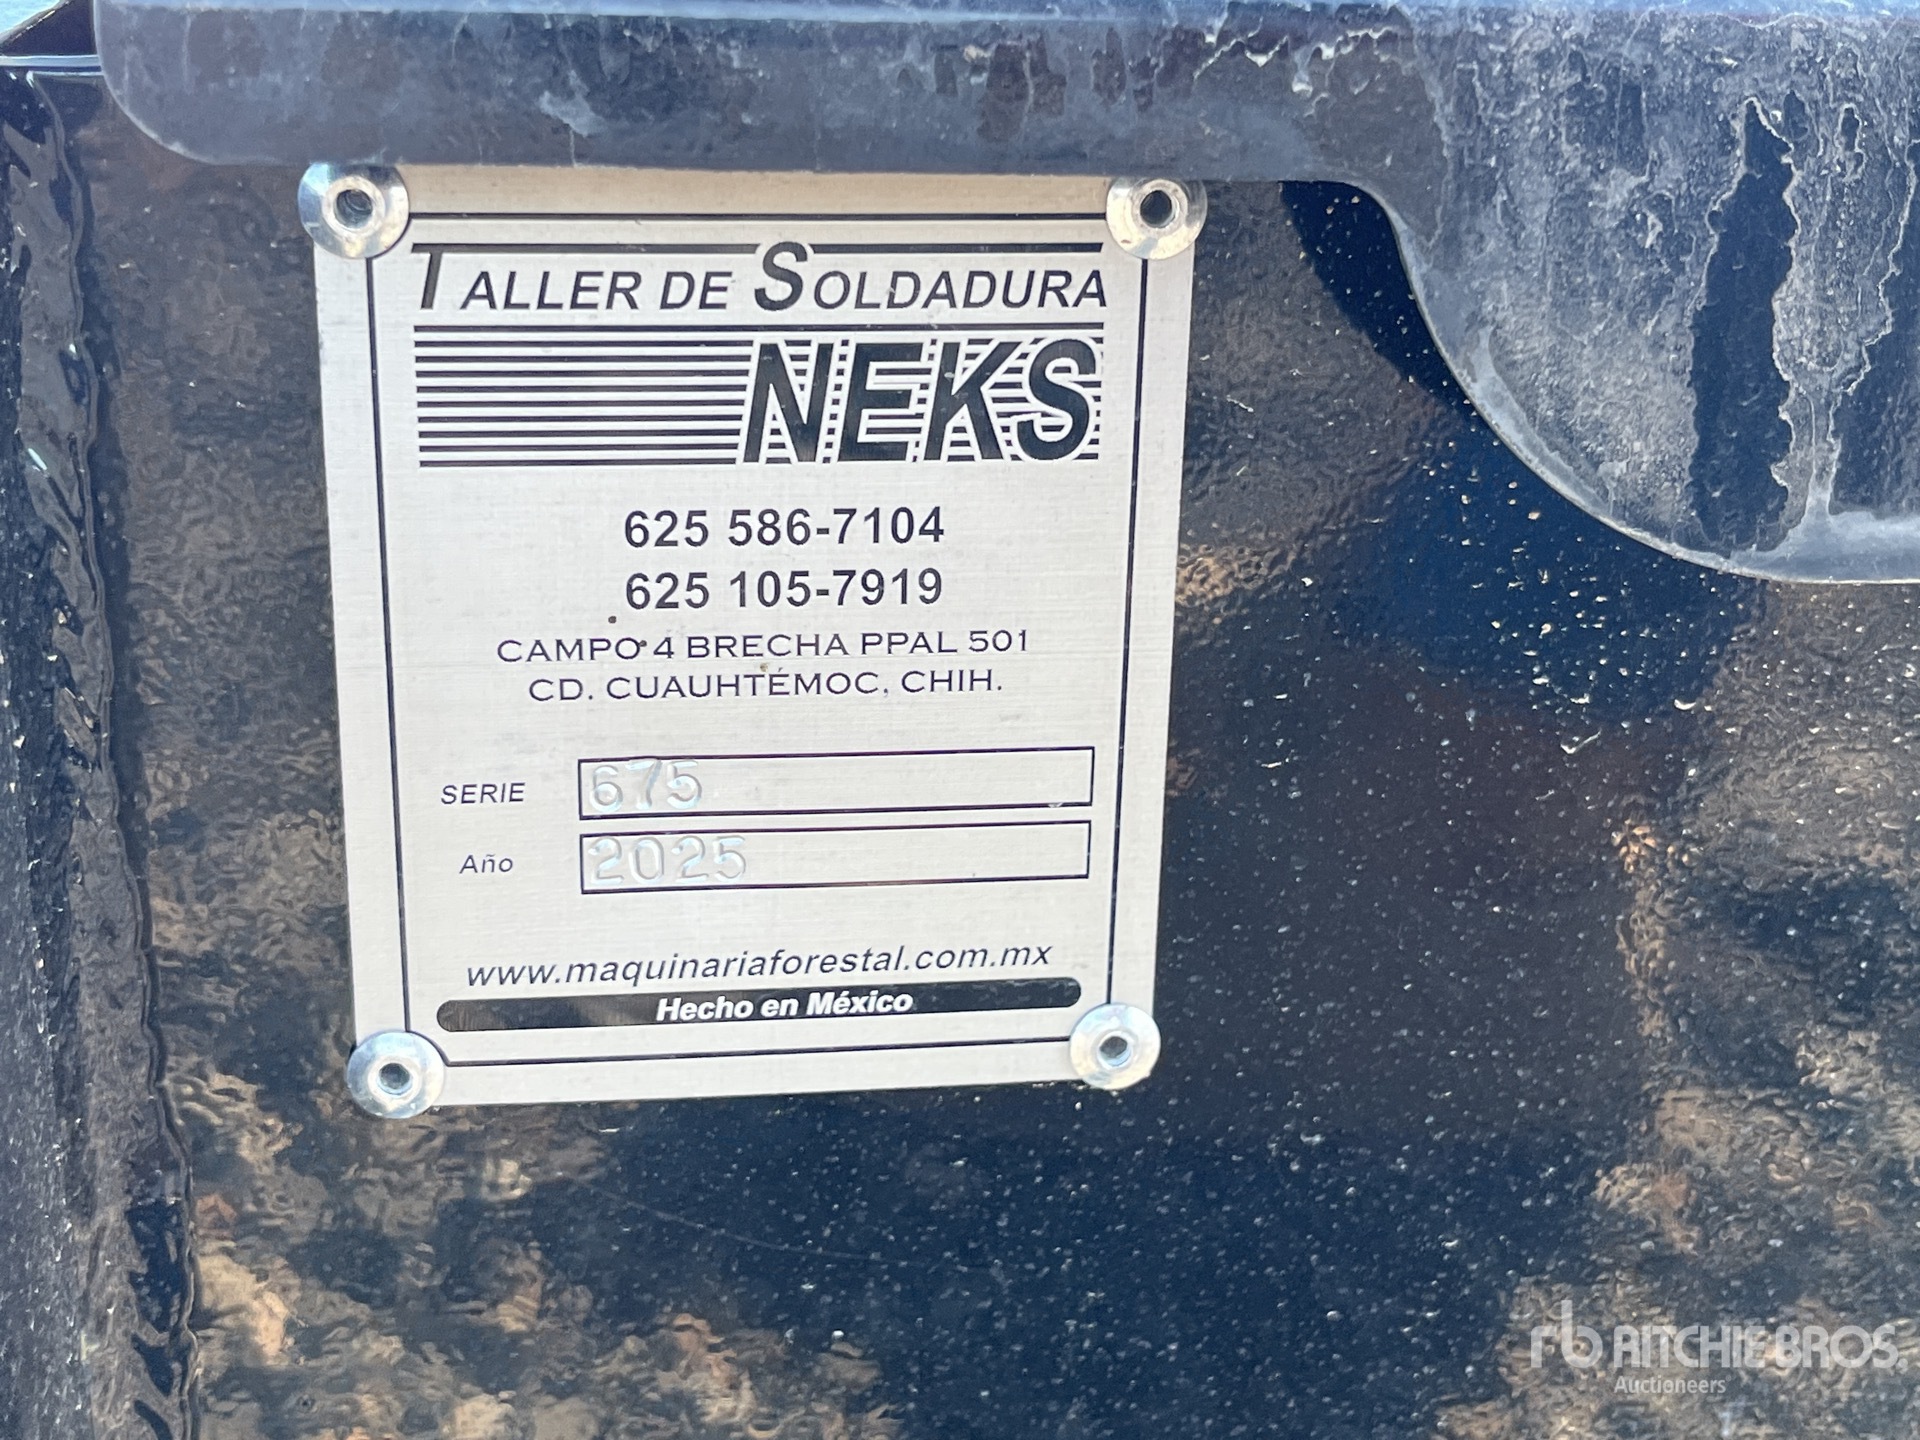 TALLER DE SOLDADURA
NEKS
625 586-7104
625 105-7919
CAMPO 4 BRECHA PPAL 501
CD. CUAUHTÉMOC, CHIH.
SERIE 675
Año 2025
www.maquinariaforestal.com.mx
Hecho en México
rb RITCHIE BROS.
Auctioneers